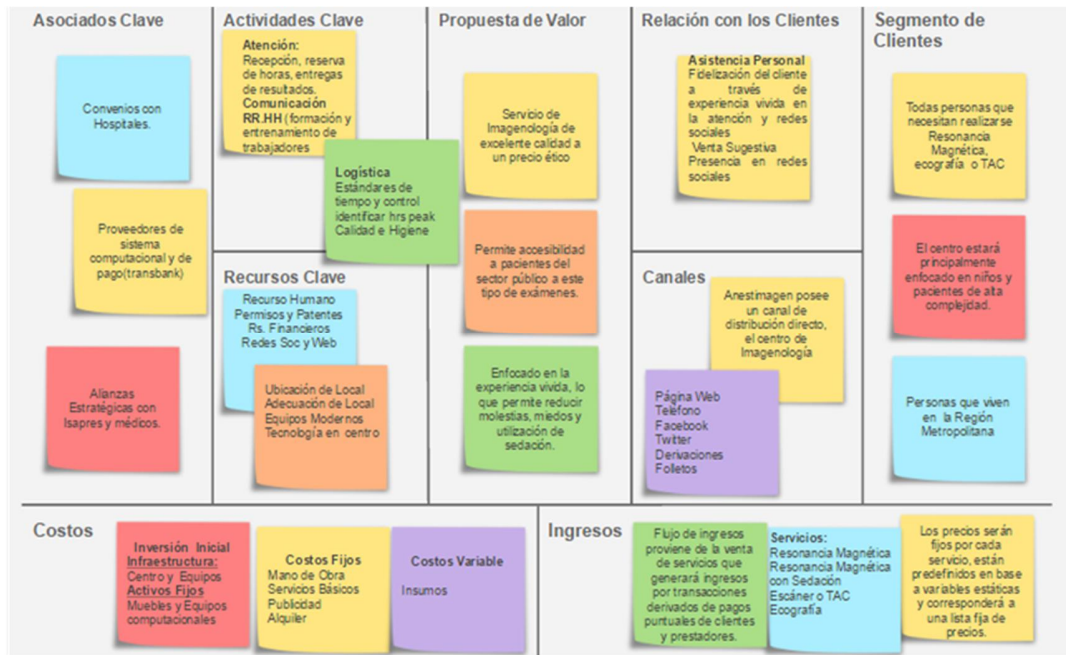 Asociados Clave
Convenios con
Hospitales.
Proveedores de
sistema
computacional y de
pago(transbank)
Alianzas
Estratégicas con
Isapres y médicos.
Actividades Clave
Atención:
Recepción, reserva
de horas, entregas
de resultados.
Comunicación
RR.HH (formación y
entrenamiento de
trabajadores
Logística
Estándares de
tiempo y control
identificar hrs peak
Calidad e Higiene
Recursos Clave
Recurso Humano
Permisos y Patentes
Rs. Financieros
Redes Soc y Web
Ubicación de Local
Adecuación de Local
Equipos Modernos
Tecnología en centro
Propuesta de Valor
Servicio de
Imagenología de
excelente calidad a
un precio ético
Permite accesibilidad
a pacientes del
sector público a este
tipo de exámenes.
Enfocado en la
experiencia vivida, lo
que permite reducir
molestias, miedos y
utilización de
sedación.
Relación con los Clientes
Asistencia Personal
Fidelización del cliente
a través de
experiencia vivida en
la atención y redes
sociales
Venta Sugestiva
Presencia en redes
sociales
Canales
Anestimagen posee
un canal de
distribución directo,
el centro de
Imagenología
Página Web
Teléfono
Facebook
Twitter
Derivaciones
Folletos
Segmento de
Clientes
Todas personas que
necesitan realizarse
Resonancia
Magnética,
ecografía o TAC
El centro estará
principalmente
enfocado en niños y
pacientes de alta
complejidad.
Personas que viven
en la Región
Metropolitana
Costos
Inversión Inicial
Infraestructura:
Centro y Equipos
Activos Fijos
Muebles y Equipos
computacionales
Costos Fijos
Mano de Obra
Servicios Básicos
Publicidad
Alquiler
Costos Variable
Insumos
Ingresos
Flujo de ingresos
proviene de la venta
de servicios que
generará ingresos
por transacciones
derivados de pagos
puntuales de clientes
y prestadores.
Servicios:
Resonancia Magnética
Resonancia Magnética
con Sedación
Escáner o TAC
Ecografía
Los precios serán
fijos por cada
servicio, están
predefinidos en base
a variables estáticas
y corresponderá a
una lista fija de
precios.